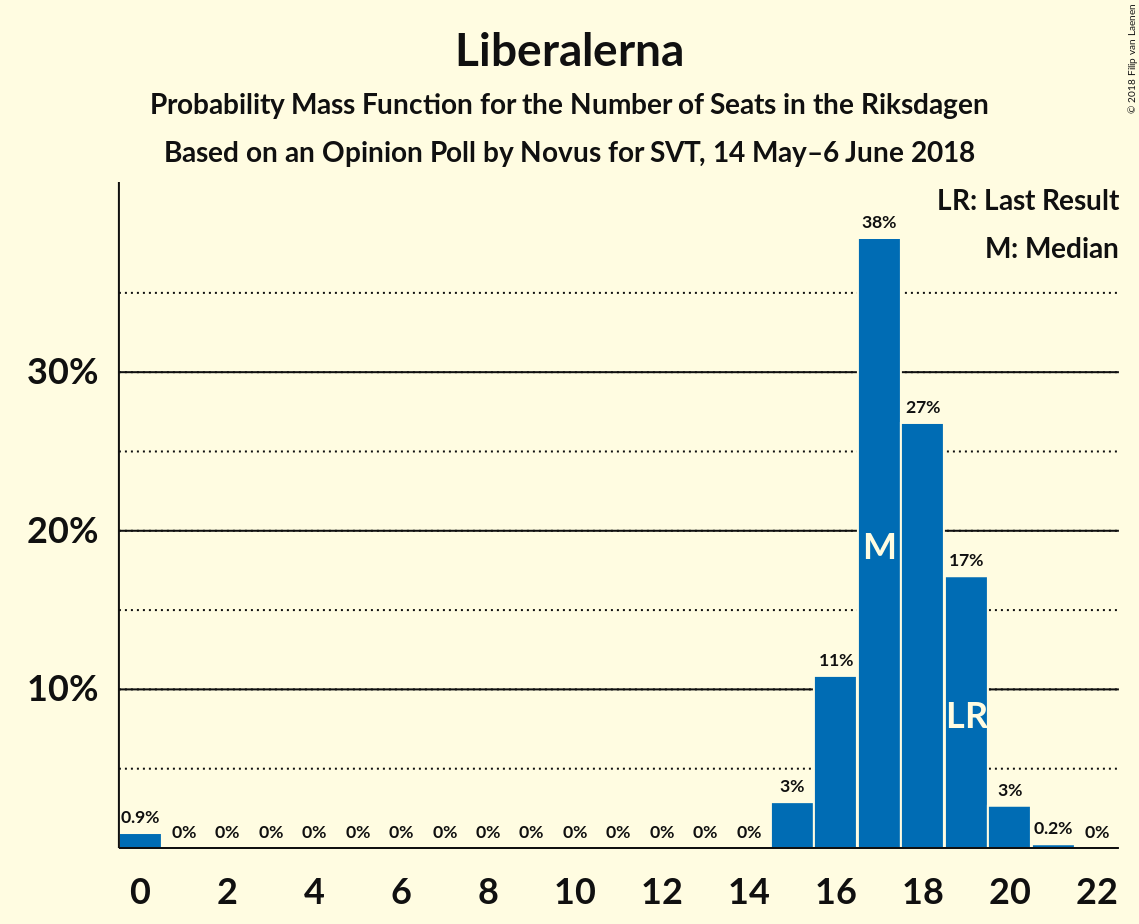 Liberalerna
Probability Mass Function for the Number of Seats in the Riksdagen
Based on an Opinion Poll by Novus for SVT, 14 May–6 June 2018
© 2018 Filip van Laenen
LR: Last Result
M: Median
38%
30%
27%
20%
M
17%
11%
10%
LR
3%
3%
0.9% 0% 0% 0% 0% 0% 0% 0% 0% 0% 0% 0% 0% 0% 0% 0.2% 0%
0 2 4 6 8 10 12 14 16 18 20 22